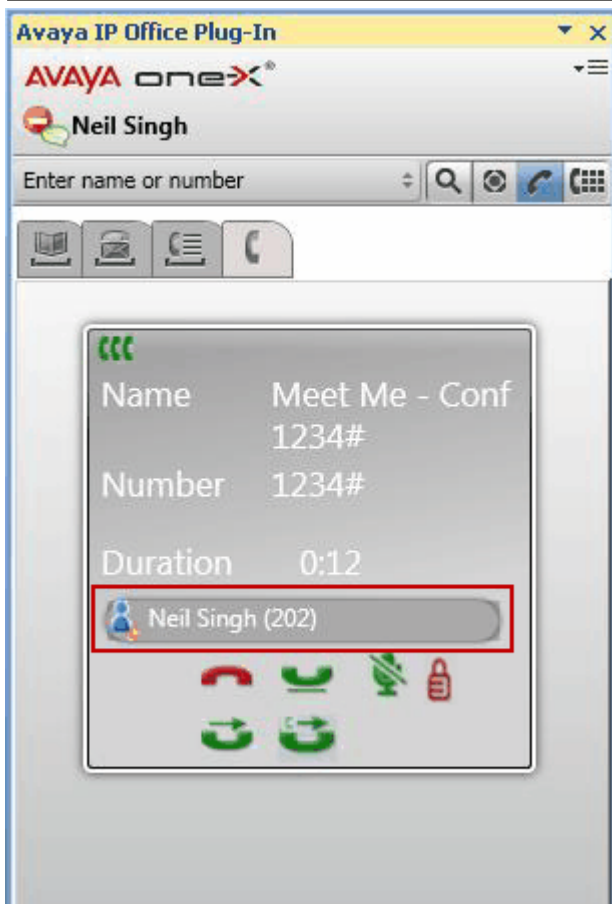 Avaya IP Office Plug-In
AVAYA one-X®
Neil Singh
Enter name or number
Name Meet Me - Conf
1234#
Number 1234#
Duration 0:12
Neil Singh (202)